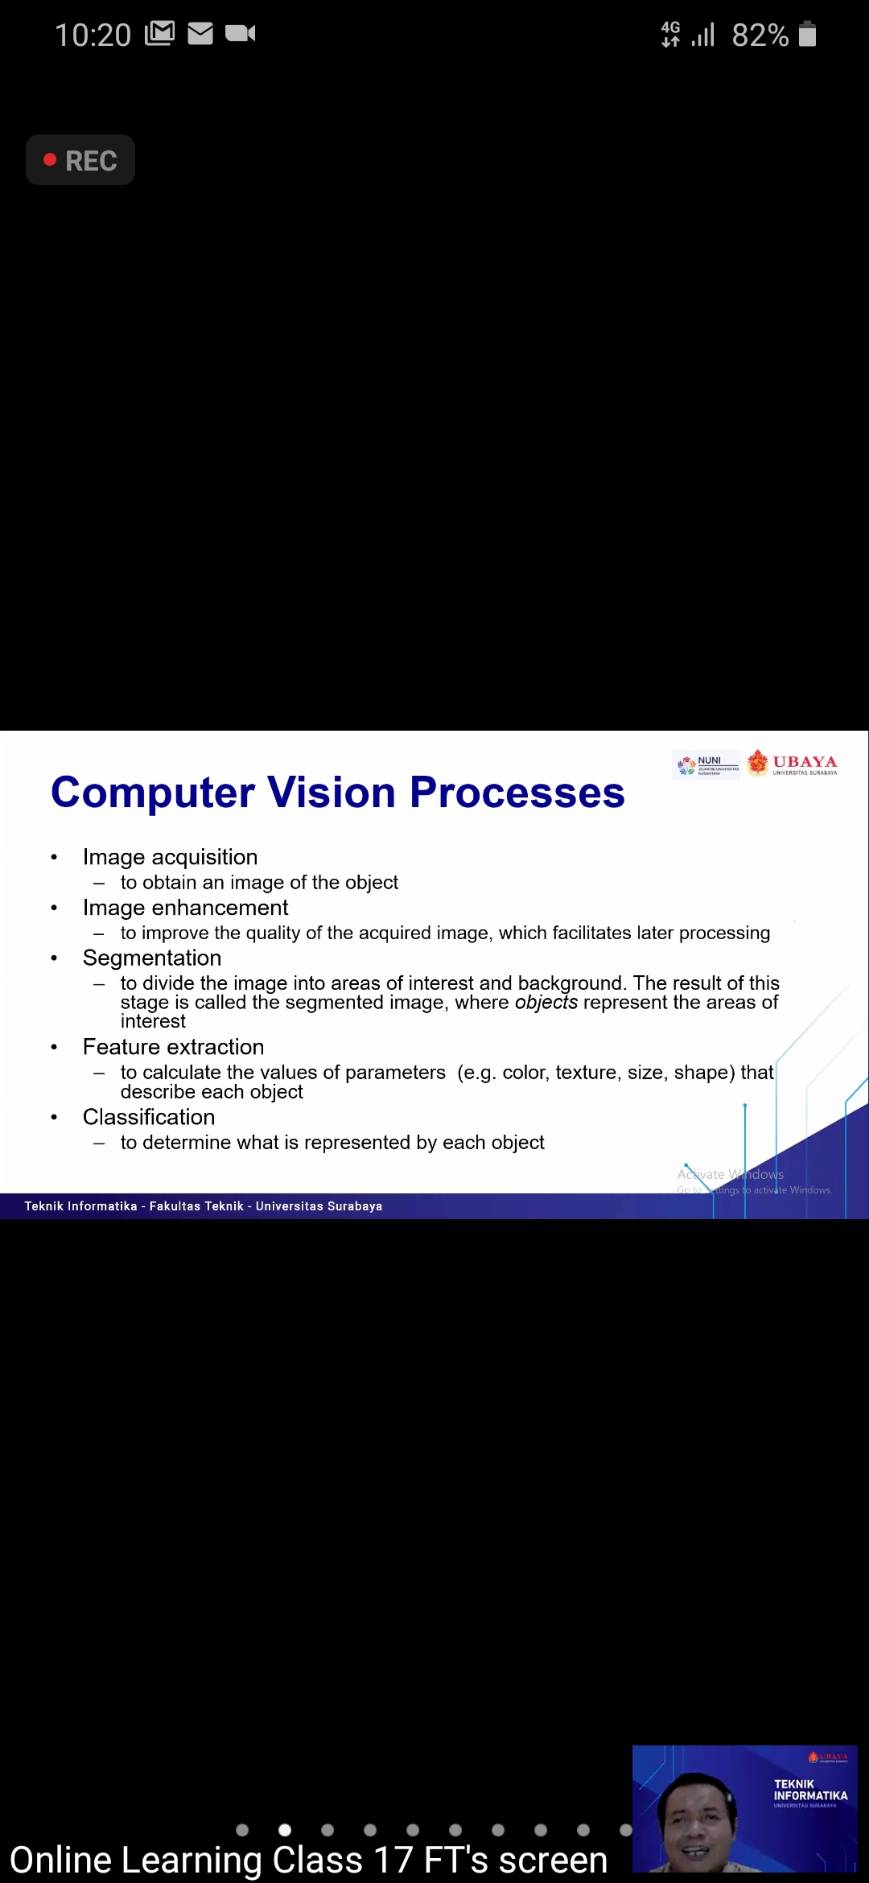 10:20
4G 82%
REC
NUNI
UBAYA
UNIVERSITAS SURABAYA
Computer Vision Processes
• Image acquisition
– to obtain an image of the object
• Image enhancement
– to improve the quality of the acquired image, which facilitates later processing
• Segmentation
– to divide the image into areas of interest and background. The result of this
stage is called the segmented image, where objects represent the areas of
interest
• Feature extraction
– to calculate the values of parameters (e.g. color, texture, size, shape) that
describe each object
• Classification
– to determine what is represented by each object
Activate Windows
Go to Settings to activate Windows.
Teknik Informatika - Fakultas Teknik - Universitas Surabaya
UBAYA
TEKNIK
INFORMATIKA
UNIVERSITAS SURABAYA
Online Learning Class 17 FT's screen